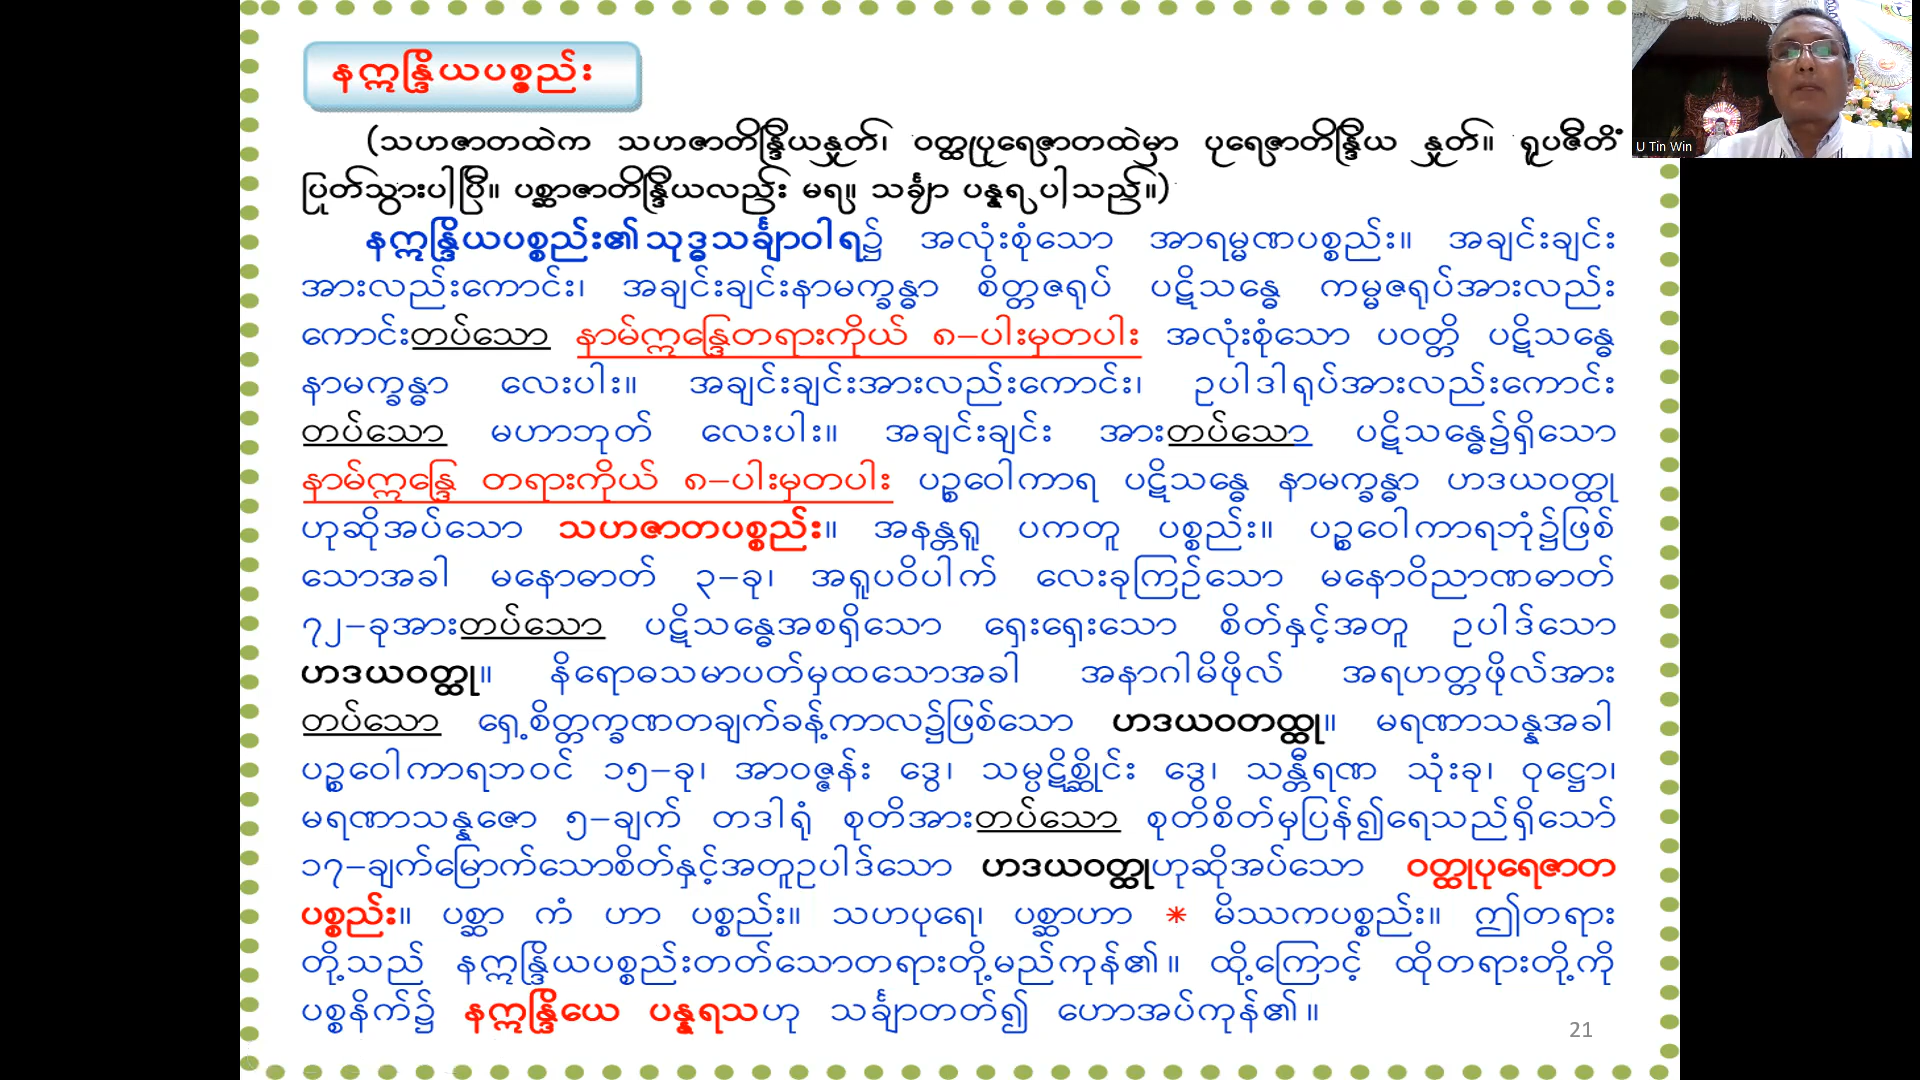 နဣန္ဒြိယပစ္စည်း
(သဟဇာတထဲက သဟဇာတိန္ဒြိယနှုတ်၊ ဝတ္ထုပုရေဇာတထဲမှာ ပုရေဇာတိန္ဒြိယ နှုတ်။ ရူပဇီတိ
ပြုတ်သွားပါပြီ။ ပစ္ဆာဇာတိန္ဒြိယလည်း မရ။ သင်္ချာ ပန္နရ ပါသည်။)
နဣန္ဒြိယပစ္စည်း၏သုဒ္ဓသင်္ချာဝါရ၌ အလုံးစုံသော အာရမ္မဏပစ္စည်း။ အချင်းချင်း
အားလည်းကောင်း၊ အချင်းချင်းနာမက္ခန္ဓာ စိတ္တဇရုပ် ပဋိသန္ဓေ ကမ္မဇရုပ်အားလည်း
ကောင်းတပ်သော နာမ်ဣန္ဒြေတရားကိုယ် ၈–ပါးမှတပါး အလုံးစုံသော ပဝတ္တိ ပဋိသန္ဓေ
နာမက္ခန္ဓာ လေးပါး။ အချင်းချင်းအားလည်းကောင်း၊ ဥပါဒါရုပ်အားလည်းကောင်း
တပ်သော မဟာဘုတ် လေးပါး။ အချင်းချင်း အားတပ်သော ပဋိသန္ဓေ၌ရှိသော
နာမ်ဣန္ဒြေ တရားကိုယ် ၈–ပါးမှတပါး ပဉ္စဝေါကာရ ပဋိသန္ဓေ နာမက္ခန္ဓာ ဟဒယဝတ္ထု
ဟုဆိုအပ်သော သဟဇာတပစ္စည်း။ အနန္တရူ ပကတူ ပစ္စည်း။ ပဉ္စဝေါကာရဘုံ၌ဖြစ်
သောအခါ မနောဓာတ် ၃–ခု၊ အရူပဝိပါက် လေးခုကြဉ်သော မနောဝိညာဏဓာတ်
၇၂–ခုအားတပ်သော ပဋိသန္ဓေအစရှိသော ရှေးရှေးသော စိတ်နှင့်အတူ ဥပါဒ်သော
ဟဒယဝတ္ထု။ နိရောဓသမာပတ်မှထသောအခါ အနာဂါမိဖိုလ် အရဟတ္တဖိုလ်အား
တပ်သော ရှေ့စိတ္တက္ခဏတချက်ခန့်ကာလ၌ဖြစ်သော ဟဒယဝတထ္ထု။ မရဏာသန္နအခါ
ပဉ္စဝေါကာရဘဝင် ၁၅–ခု၊ အာဝဇ္ဇန်း ဒွေ၊ သမ္ပဋိစ္ဆိုင်း ဒွေ၊ သန္တီရဏ သုံးခု၊ ဝုဋ္ဌော၊
မရဏာသန္နဇော ၅–ချက် တဒါရုံ စုတိအားတပ်သော စုတိစိတ်မှပြန်၍ရေသည်ရှိသော်
၁၇–ချက်မြောက်သောစိတ်နှင့်အတူဥပါဒ်သော ဟဒယဝတ္ထုဟုဆိုအပ်သော ဝတ္ထုပုရေဇာတ
ပစ္စည်း။ ပစ္ဆာ ကံ ဟာ ပစ္စည်း။ သဟပုရေ၊ ပစ္ဆာဟာ * မိဿကပစ္စည်း။ ဤတရား
တို့သည် နဣန္ဒြိယပစ္စည်းတတ်သောတရားတို့မည်ကုန်၏။ ထို့ကြောင့် ထိုတရားတို့ကို
ပစ္စနိက်၌ နဣန္ဒြိယေ ပန္နရသဟု သင်္ချာတတ်၍ ဟောအပ်ကုန်၏။
21
U Tin Win